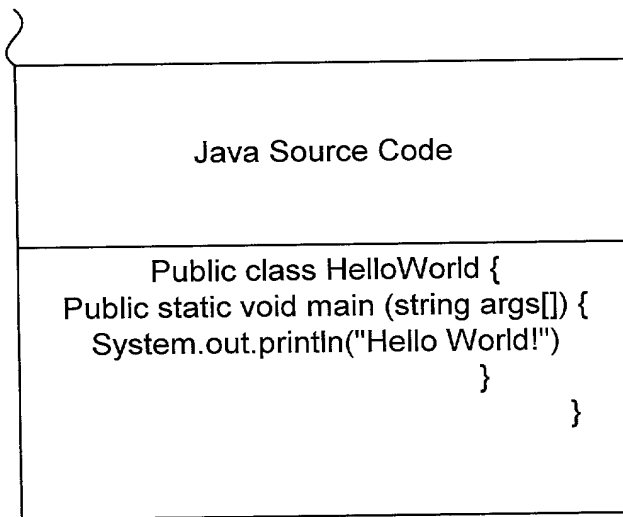 Java Source Code
Public class HelloWorld {
Public static void main (string args[]) {
System.out.println("Hello World!")
}
}